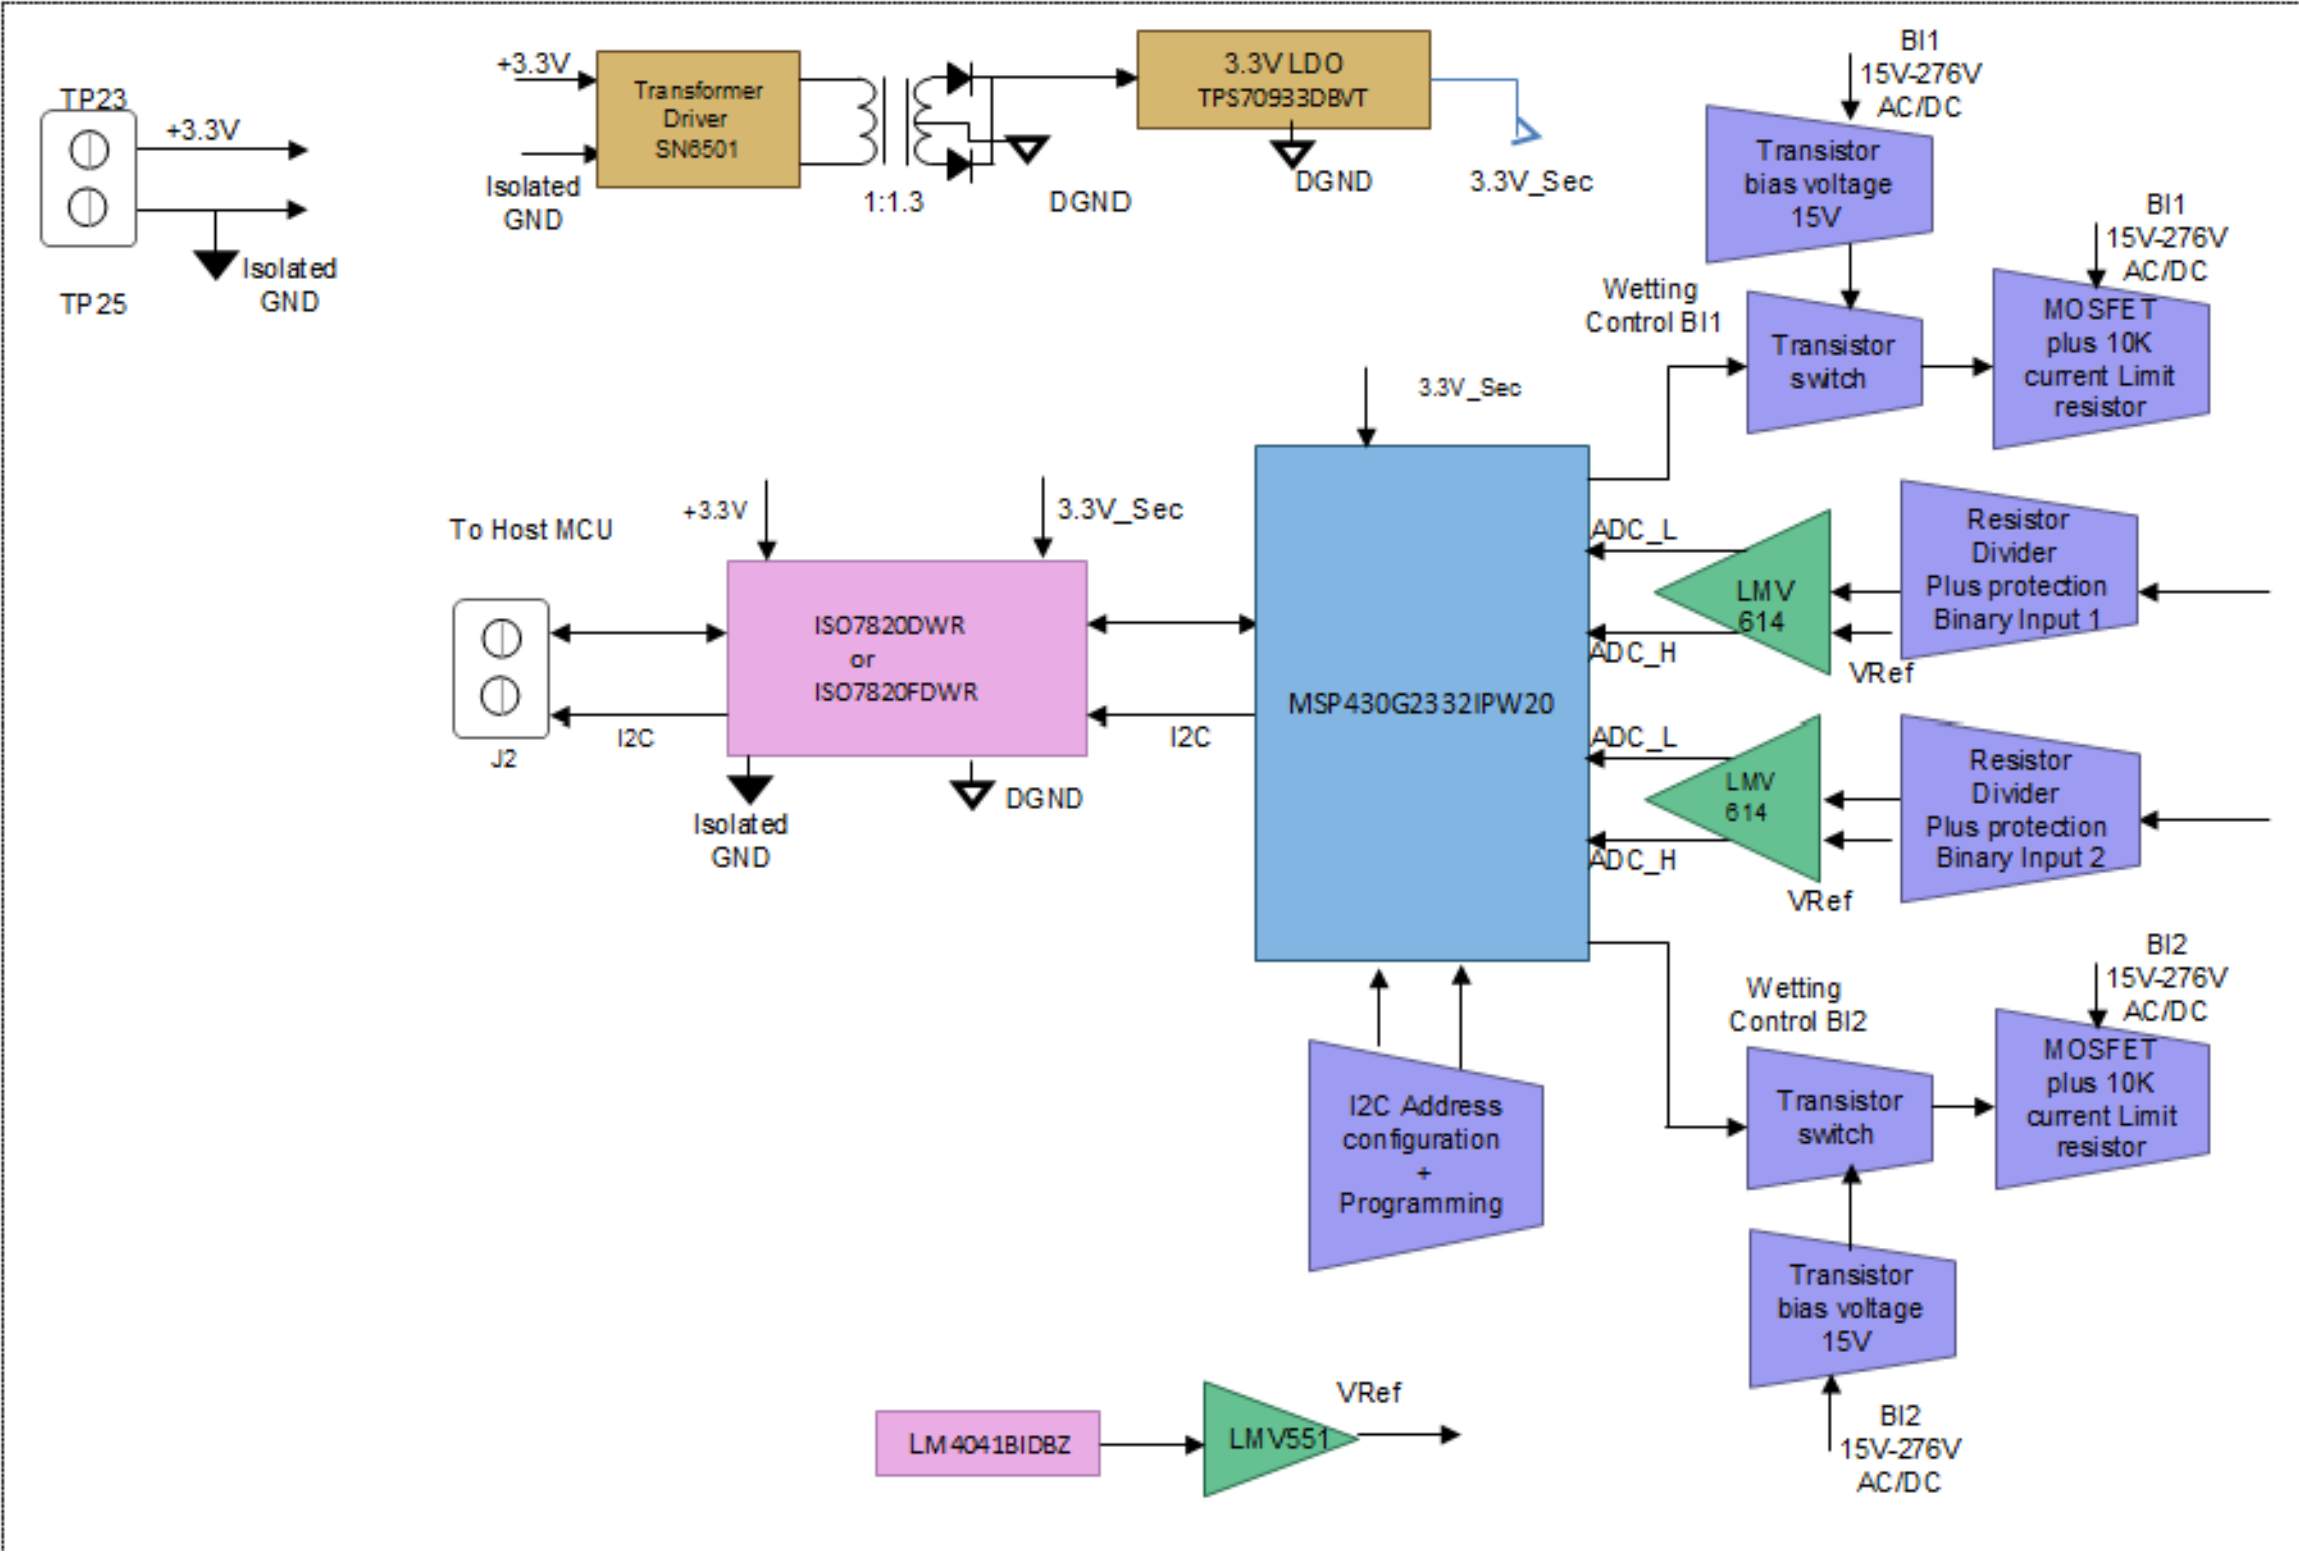 TP23
+3.3V
Isolated
GND
TP25
+3.3V
Isolated
GND
Transformer
Driver
SN6501
1:1.3
DGND
3.3V LDO
TPS70933DBVT
DGND
3.3V_Sec
BI1
15V-276V
AC/DC
Transistor
bias voltage
15V
BI1
15V-276V
AC/DC
Wetting
Control BI1
Transistor
switch
MOSFET
plus 10K
current Limit
resistor
3.3V_Sec
To Host MCU
+3.3V
3.3V_Sec
ISO7820DWR
or
ISO7820FDWR
J2
I2C
I2C
Isolated
GND
DGND
MSP430G2332IPW20
ADC_L
LMV
614
ADC_H
VRef
Resistor
Divider
Plus protection
Binary Input 1
ADC_L
LMV
614
ADC_H
VRef
Resistor
Divider
Plus protection
Binary Input 2
BI2
15V-276V
AC/DC
Wetting
Control BI2
Transistor
switch
MOSFET
plus 10K
current Limit
resistor
I2C Address
configuration
+
Programming
Transistor
bias voltage
15V
BI2
15V-276V
AC/DC
LM4041BIDBZ
LMV551
VRef